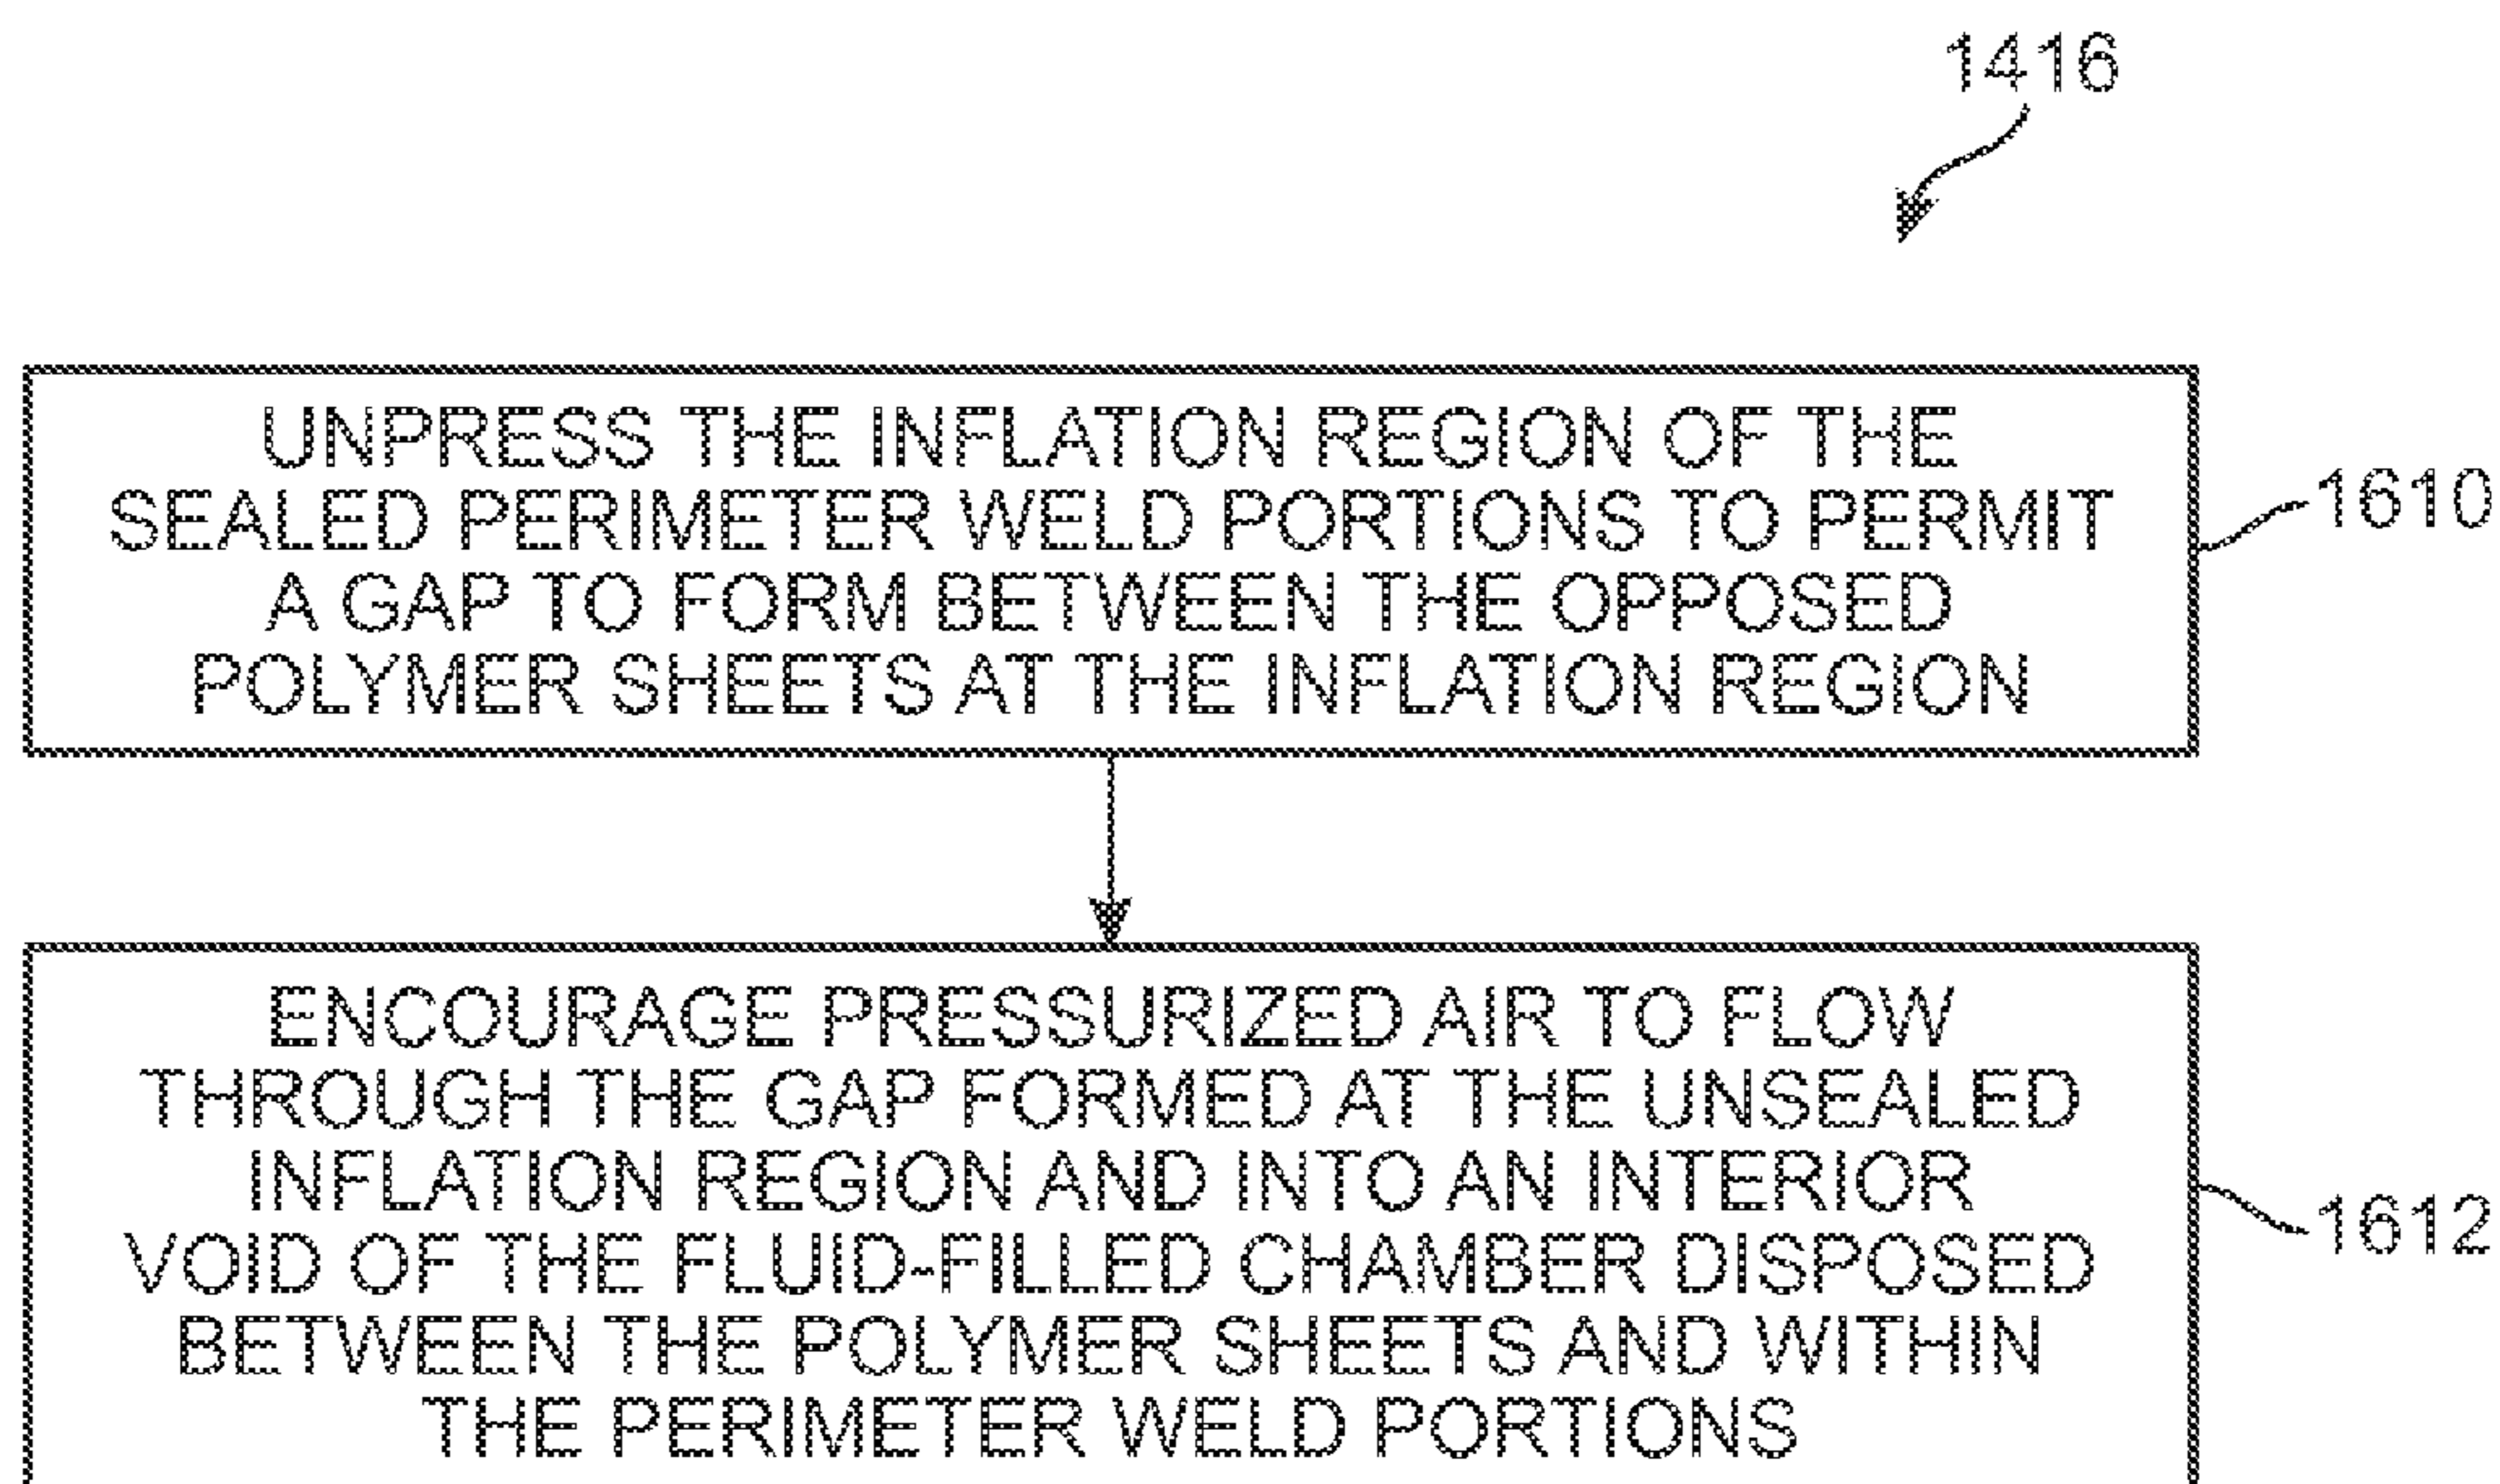 1416
UNPRESS THE INFLATION REGION OF THE
SEALED PERIMETER WELD PORTIONS TO PERMIT
A GAP TO FORM BETWEEN THE OPPOSED
POLYMER SHEETS AT THE INFLATION REGION
1610
ENCOURAGE PRESSURIZED AIR TO FLOW
THROUGH THE GAP FORMED AT THE UNSEALED
INFLATION REGION AND INTO AN INTERIOR
VOID OF THE FLUID-FILLED CHAMBER DISPOSED
BETWEEN THE POLYMER SHEETS AND WITHIN
THE PERIMETER WELD PORTIONS
1612